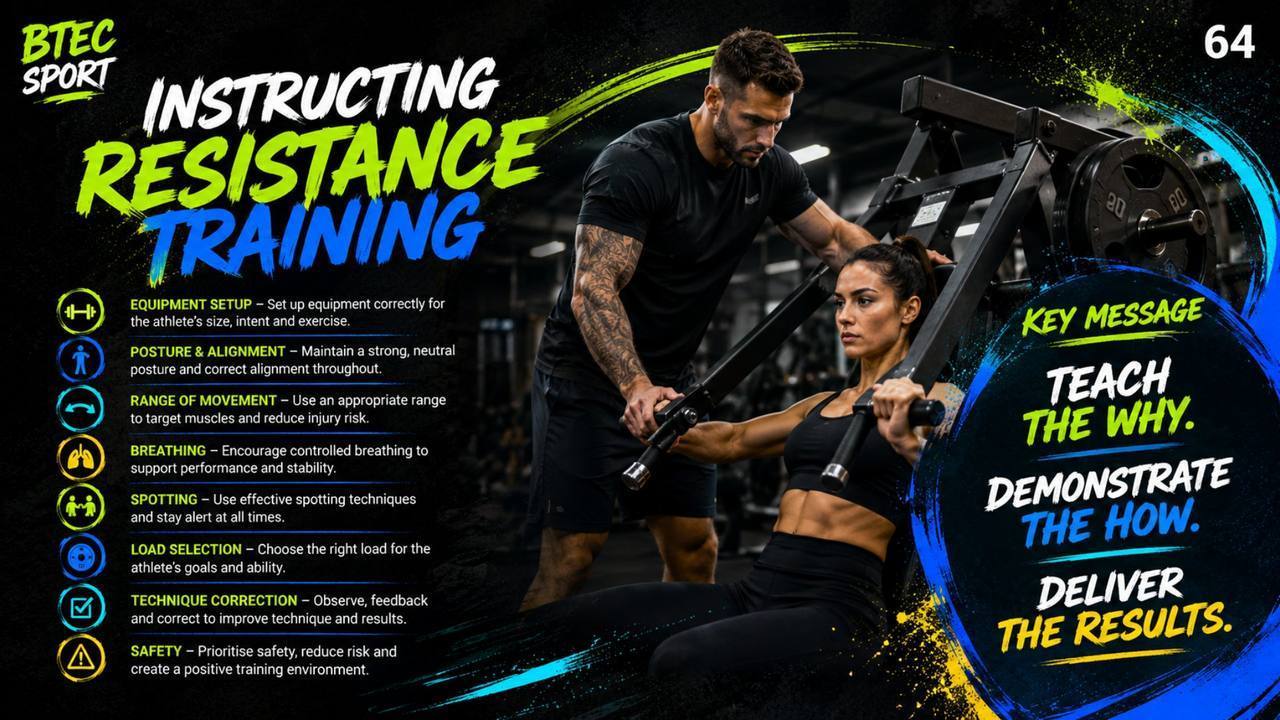 BTEC
SPORT
64
INSTRUCTING
RESISTANCE
TRAINING
EQUIPMENT SETUP – Set up equipment correctly for
the athlete's size, intent and exercise.
POSTURE & ALIGNMENT – Maintain a strong, neutral
posture and correct alignment throughout.
RANGE OF MOVEMENT – Use an appropriate range
to target muscles and reduce injury risk.
BREATHING – Encourage controlled breathing to
support performance and stability.
SPOTTING – Use effective spotting techniques
and stay alert at all times.
LOAD SELECTION – Choose the right load for the
athlete's goals and ability.
TECHNIQUE CORRECTION – Observe, feedback
and correct to improve technique and results.
SAFETY – Prioritise safety, reduce risk and
create a positive training environment.
KEY MESSAGE
TEACH
THE WHY.
DEMONSTRATE
THE HOW.
DELIVER
THE RESULTS.